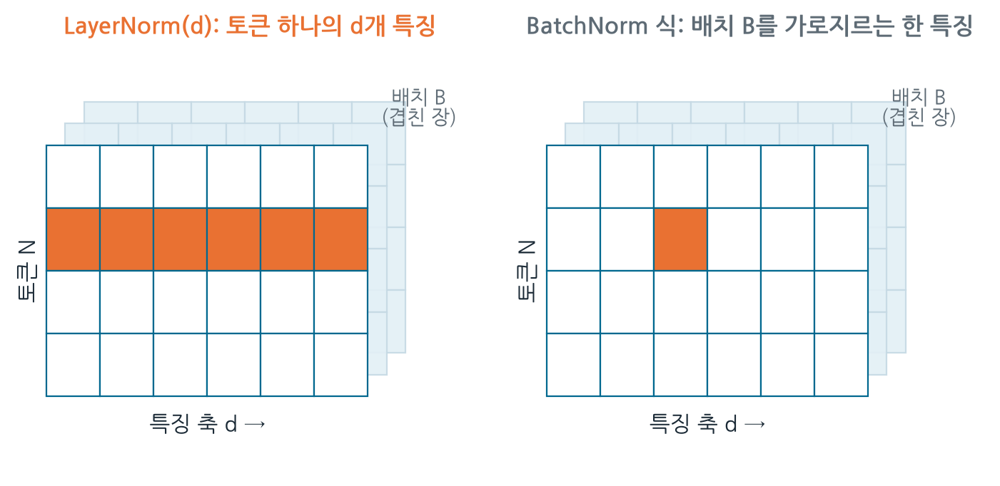 LayerNorm(d): 토큰 하나의 d개 특징
배치 B
(겹친 장)
토큰 N
특징 축 d →
BatchNorm 식: 배치 B를 가로지르는 한 특징
배치 B
(겹친 장)
토큰 N
특징 축 d →